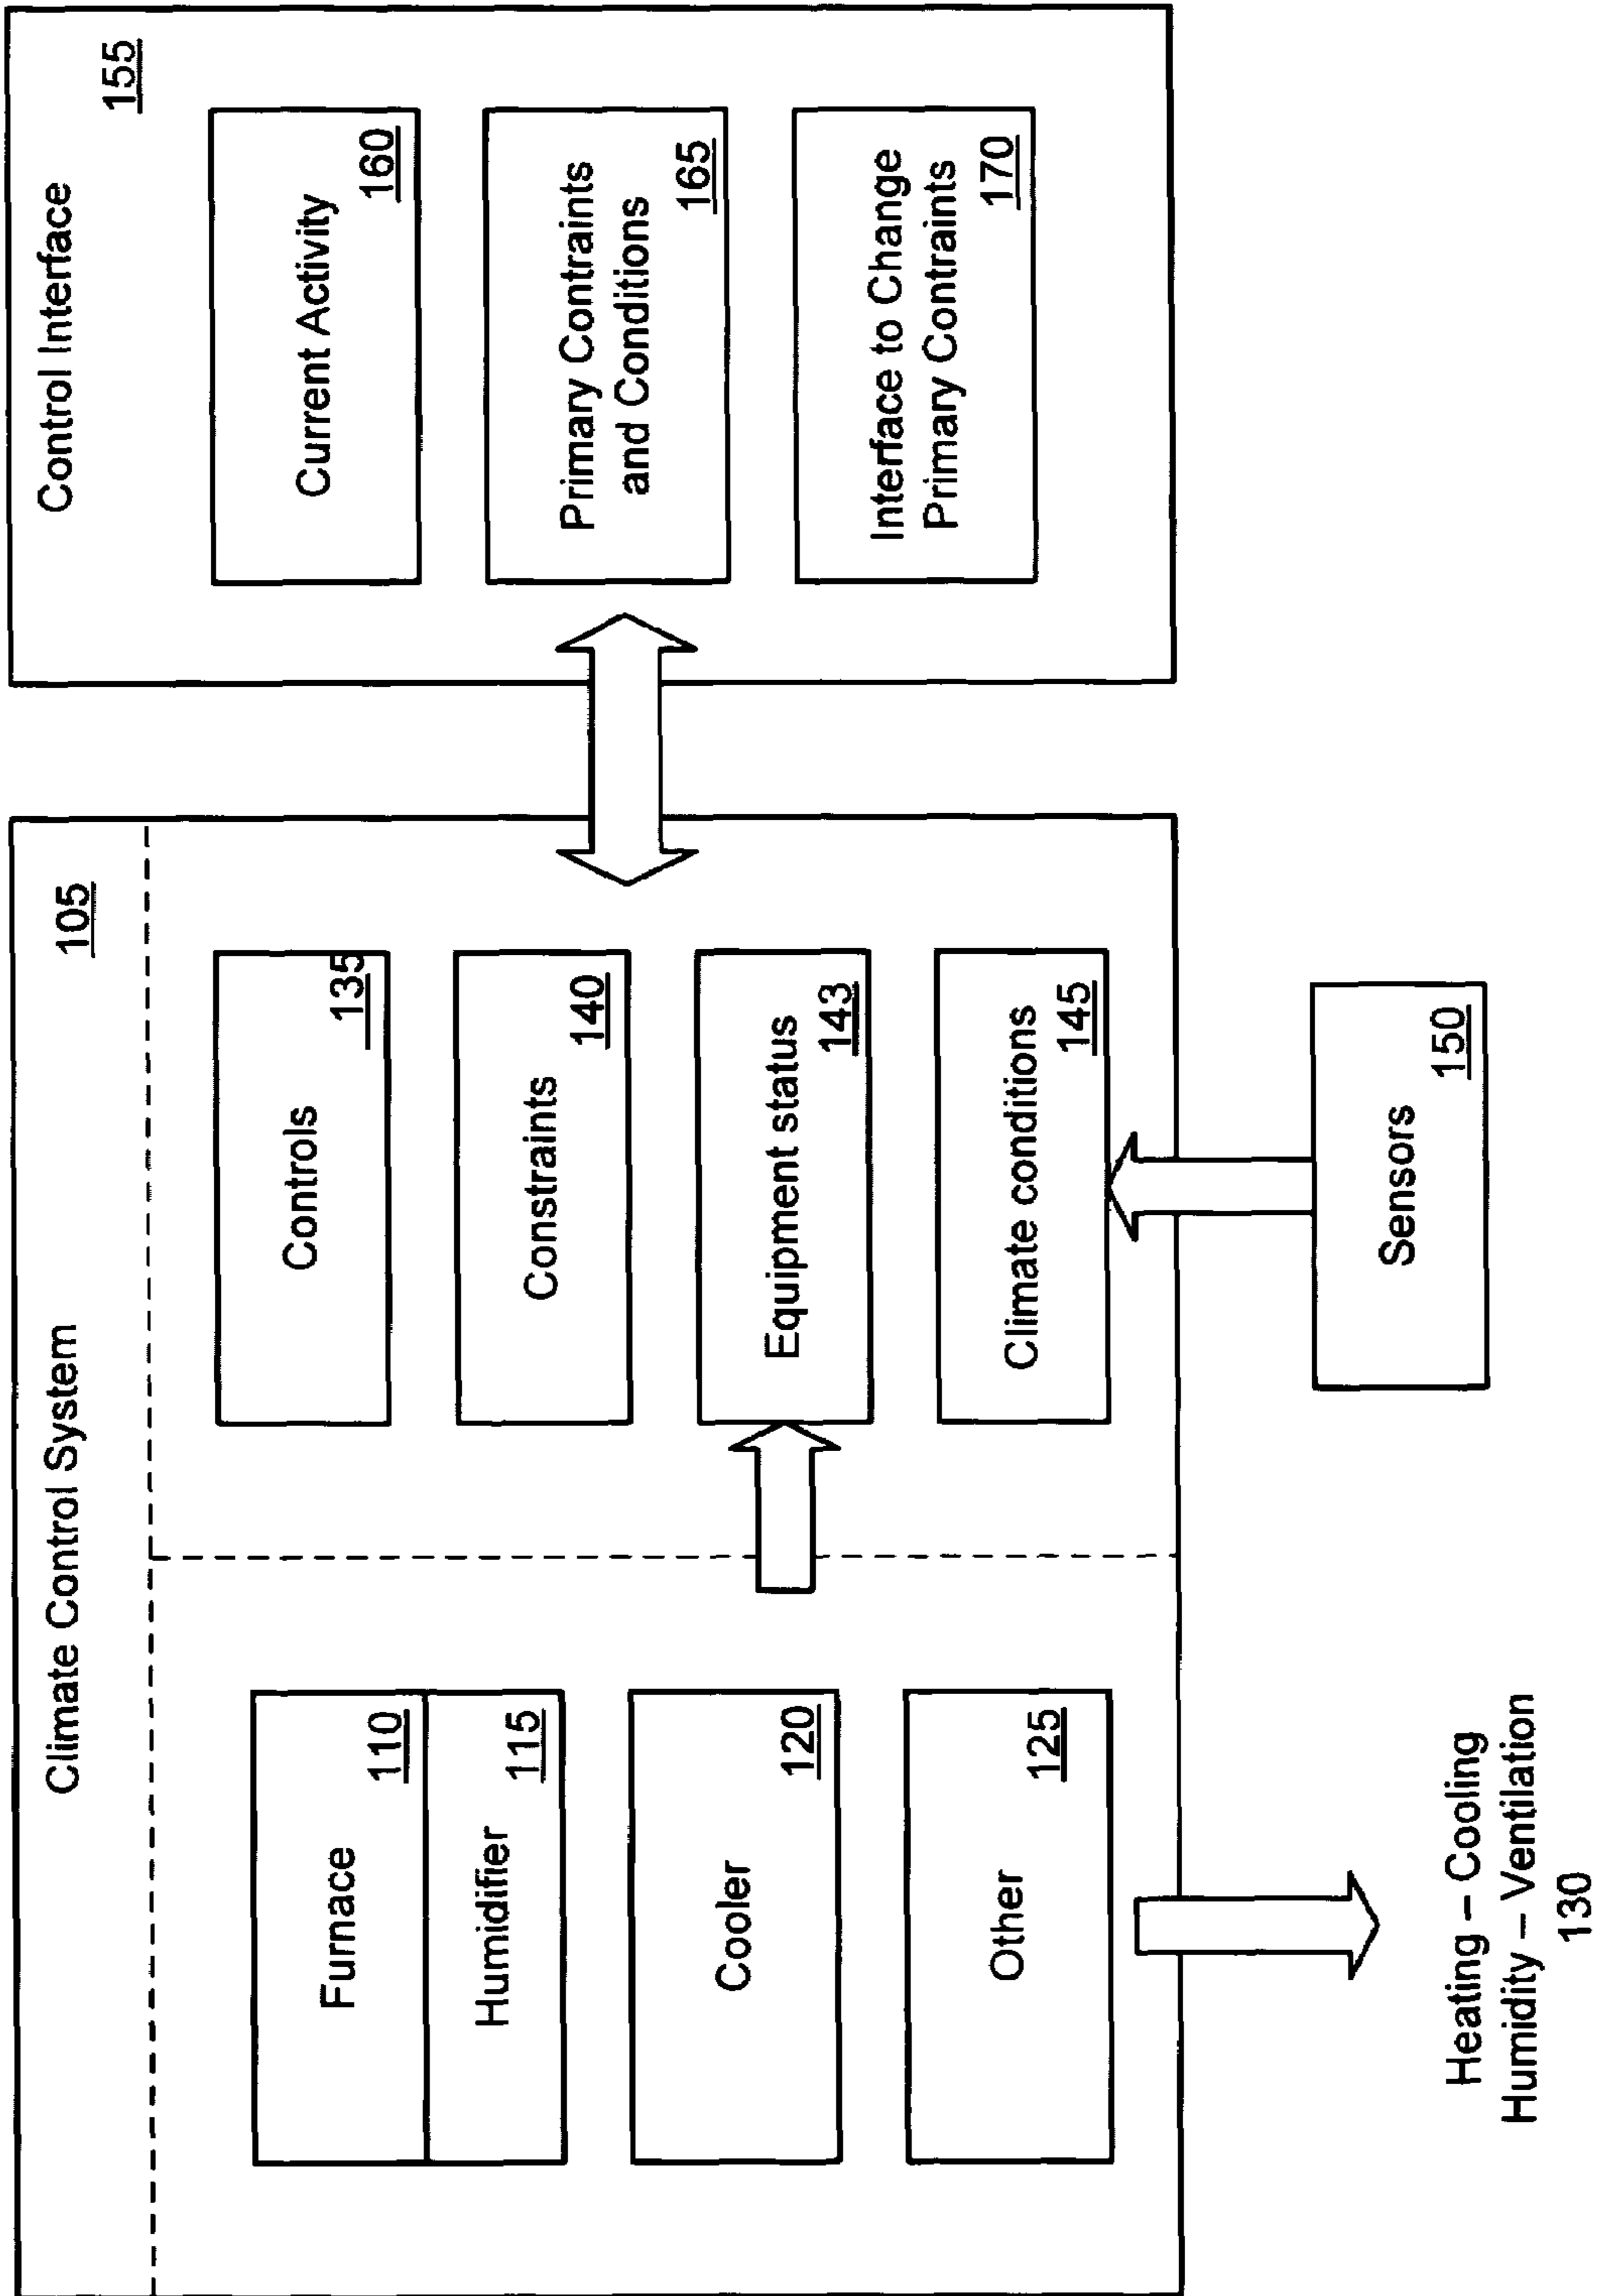 Climate Control System
105
Furnace
110
Humidifier
115
Cooler
120
Other
125
Heating – Cooling
Humidity – Ventilation
130
Controls
135
Constraints
140
Equipment status
143
Climate conditions
145
Sensors
150
Control Interface
155
Current Activity
160
Primary Contraints
and Conditions
165
Interface to Change
Primary Contraints
170